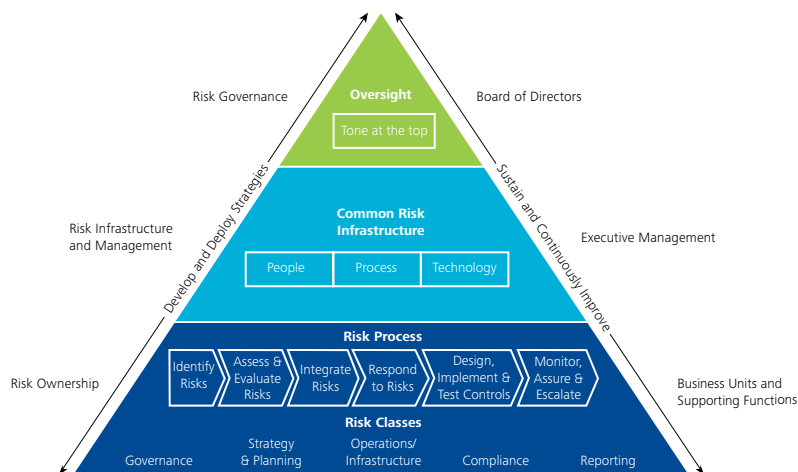 Risk Governance
Oversight
Board of Directors
Tone at the top
Develop and Deploy Strategies
Sustain and Continuously Improve
Risk Infrastructure
and Management
Common Risk
Infrastructure
Executive Management
People
Process
Technology
Risk Process
Risk Ownership
Identify
Risks
Assess &
Evaluate
Risks
Integrate
Risks
Respond
to Risks
Design,
Implement &
Test Controls
Monitor,
Assure &
Escalate
Business Units and
Supporting Functions
Risk Classes
Governance
Strategy
& Planning
Operations/
Infrastructure
Compliance
Reporting